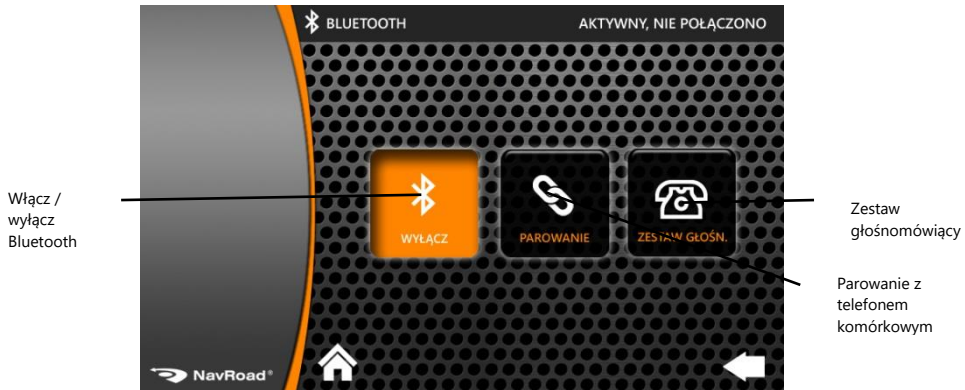 BLUETOOTH
AKTYWNY, NIE POŁĄCZONO
Włącz /
wyłącz
Bluetooth
WYŁĄCZ
PAROWANIE
ZESTAW GŁOŚN.
Zestaw
głośnomówiący
Parowanie z
telefonem
komórkowym
NavRoad®